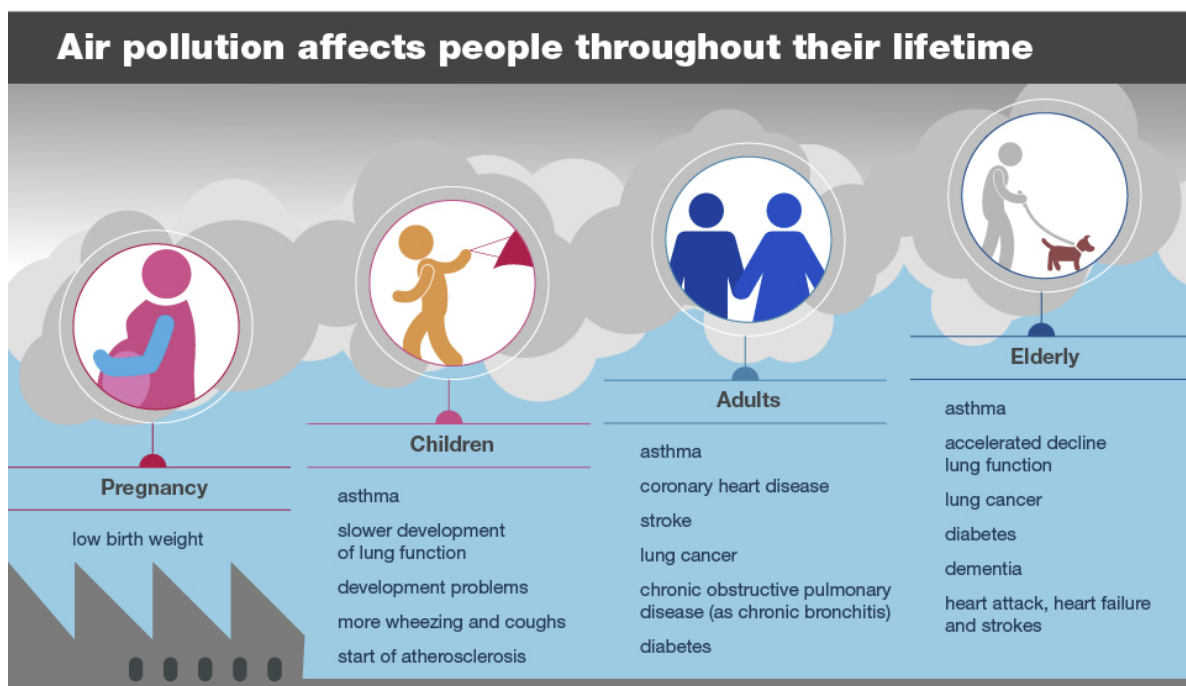 Air pollution affects people throughout their lifetime
Pregnancy
low birth weight
Children
asthma
slower development
of lung function
development problems
more wheezing and coughs
start of atherosclerosis
Adults
asthma
coronary heart disease
stroke
lung cancer
chronic obstructive pulmonary
disease (as chronic bronchitis)
diabetes
Elderly
asthma
accelerated decline
lung function
lung cancer
diabetes
dementia
heart attack, heart failure
and strokes